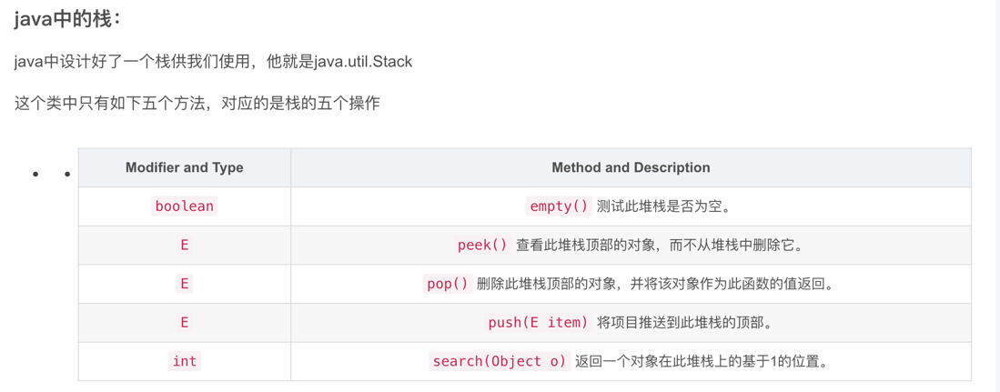 java中的栈：
java中设计好了一个栈供我们使用，他就是java.util.Stack
这个类中只有如下五个方法，对应的是栈的五个操作
Modifier and Type Method and Description
boolean empty() 测试此堆栈是否为空。
E peek() 查看此堆栈顶部的对象，而不从堆栈中删除它。
E pop() 删除此堆栈顶部的对象，并将该对象作为此函数的值返回。
E push(E item) 将项目推送到此堆栈的顶部。
int search(Object o) 返回一个对象在此堆栈上的基于1的位置。